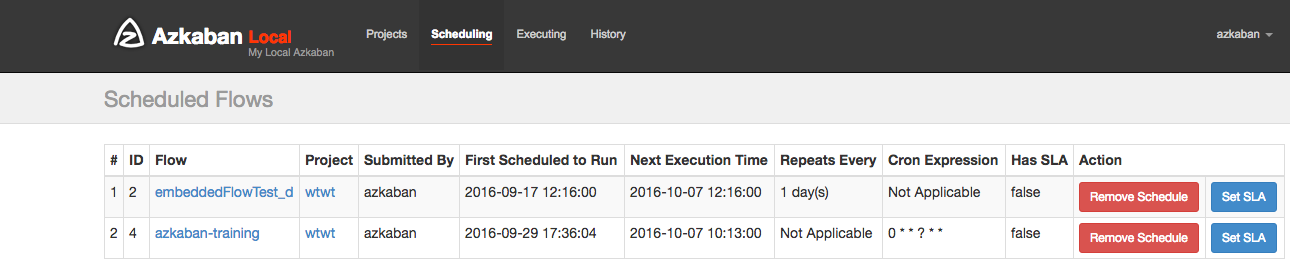 Azkaban Local
My Local Azkaban
Projects Scheduling Executing History azkaban
Scheduled Flows
# ID Flow Project Submitted By First Scheduled to Run Next Execution Time Repeats Every Cron Expression Has SLA Action
1 2 embeddedFlowTest_d wtwt azkaban 2016-09-17 12:16:00 2016-10-07 12:16:00 1 day(s) Not Applicable false Remove Schedule Set SLA
2 4 azkaban-training wtwt azkaban 2016-09-29 17:36:04 2016-10-07 10:13:00 Not Applicable 0 * * ? * * false Remove Schedule Set SLA